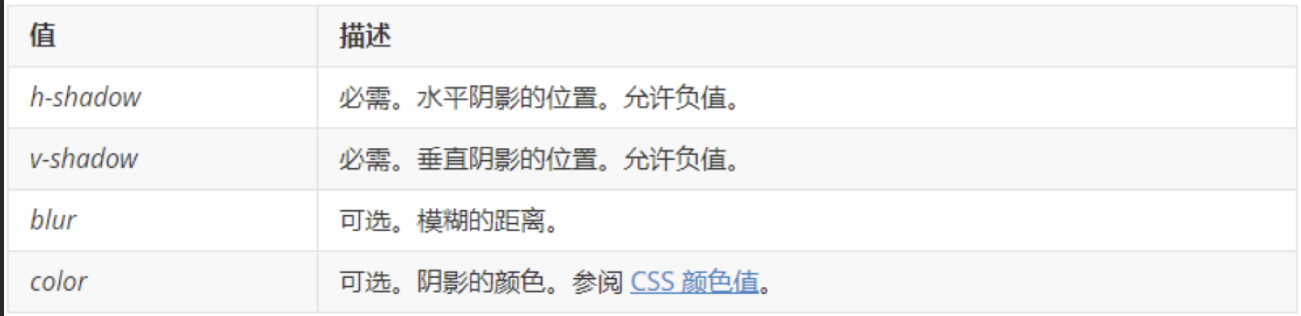 值 描述
h-shadow 必需。水平阴影的位置。允许负值。
v-shadow 必需。垂直阴影的位置。允许负值。
blur 可选。模糊的距离。
color 可选。阴影的颜色。参阅 CSS 颜色值。